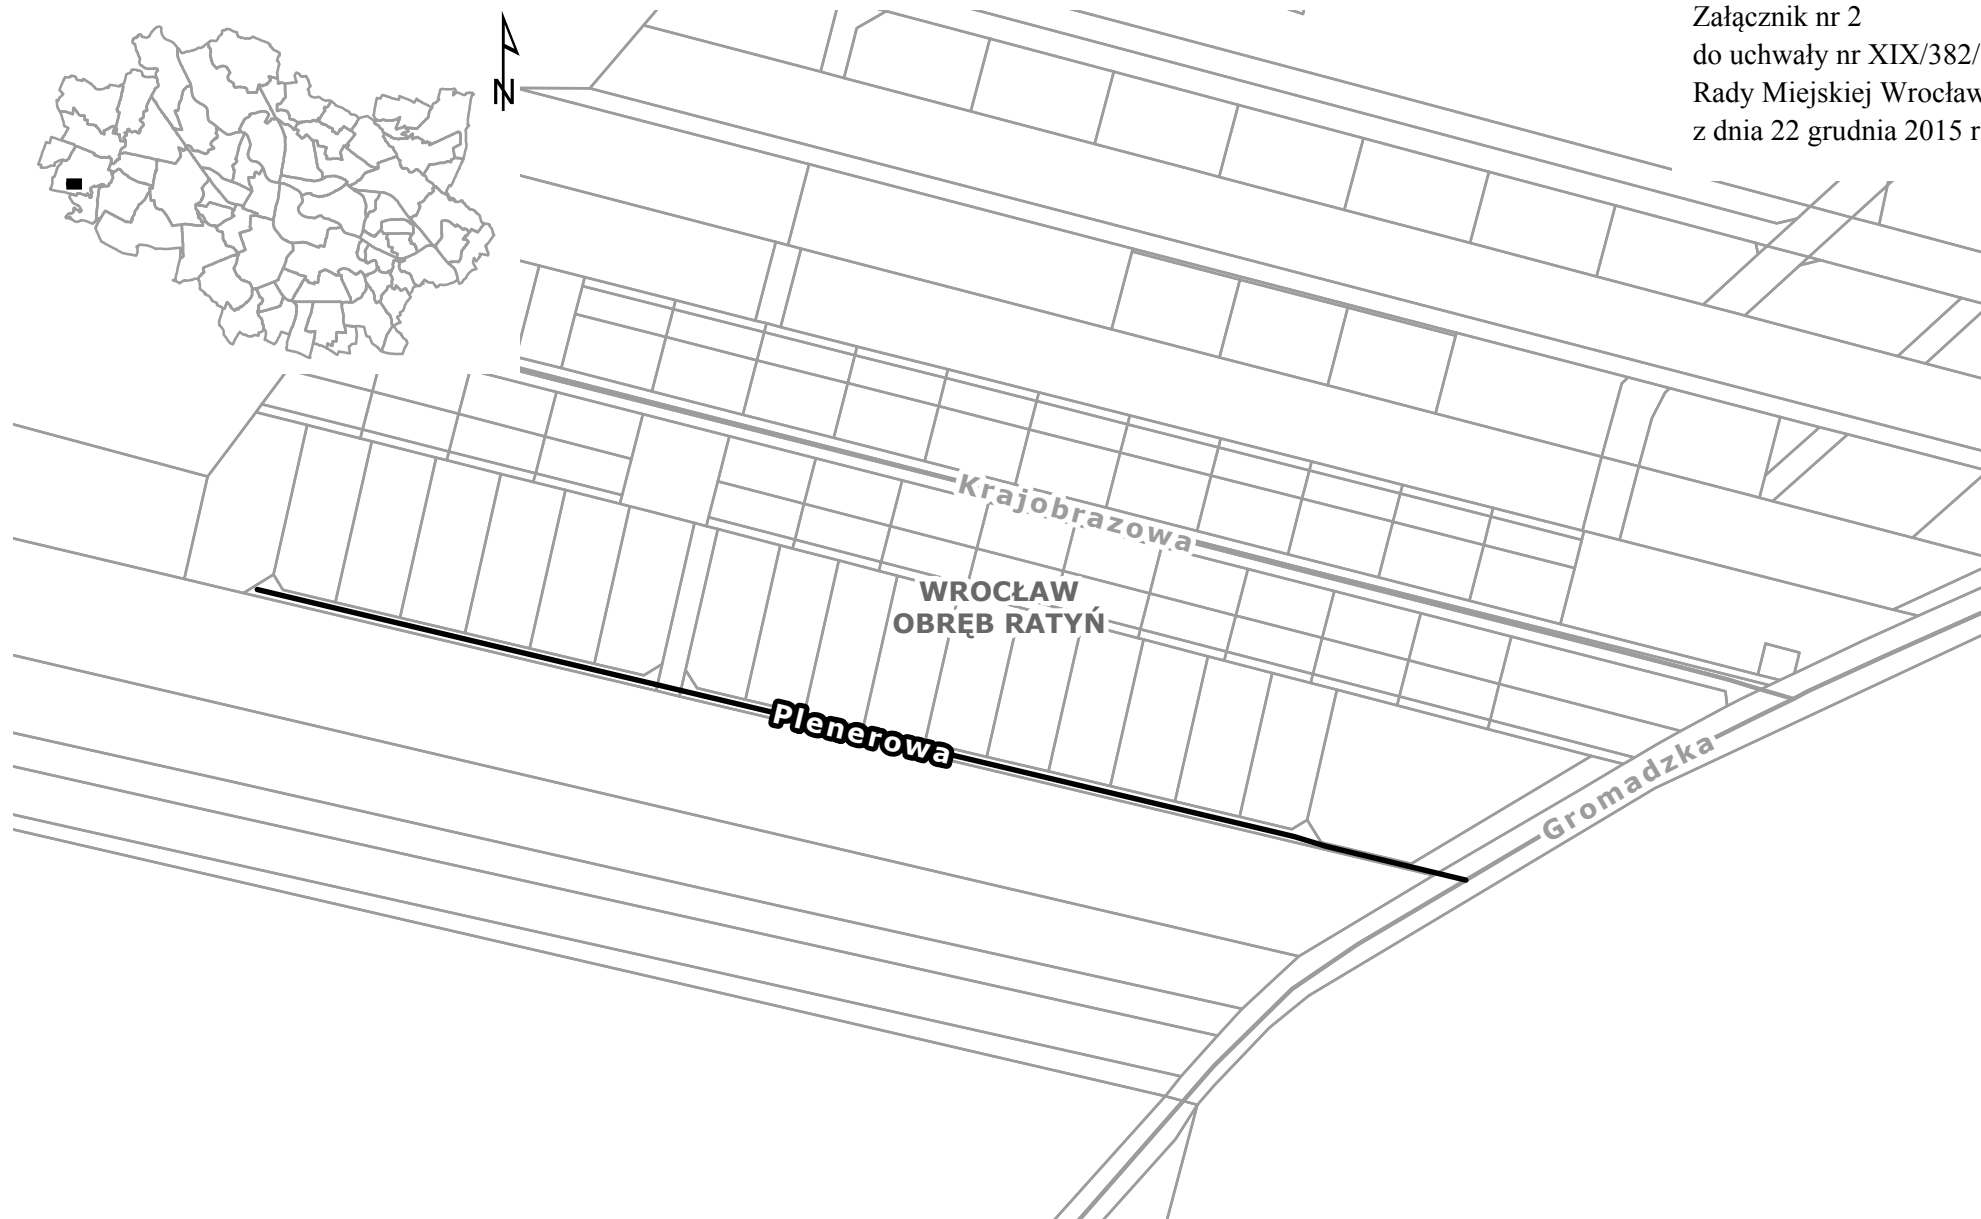 Załącznik nr 2
do uchwały nr XIX/382/
Rady Miejskiej Wrocław
z dnia 22 grudnia 2015 r
N
Krajobrazowa
WROCŁAW
OBRĘB RATYŃ
Plenerowa
Gromadzka